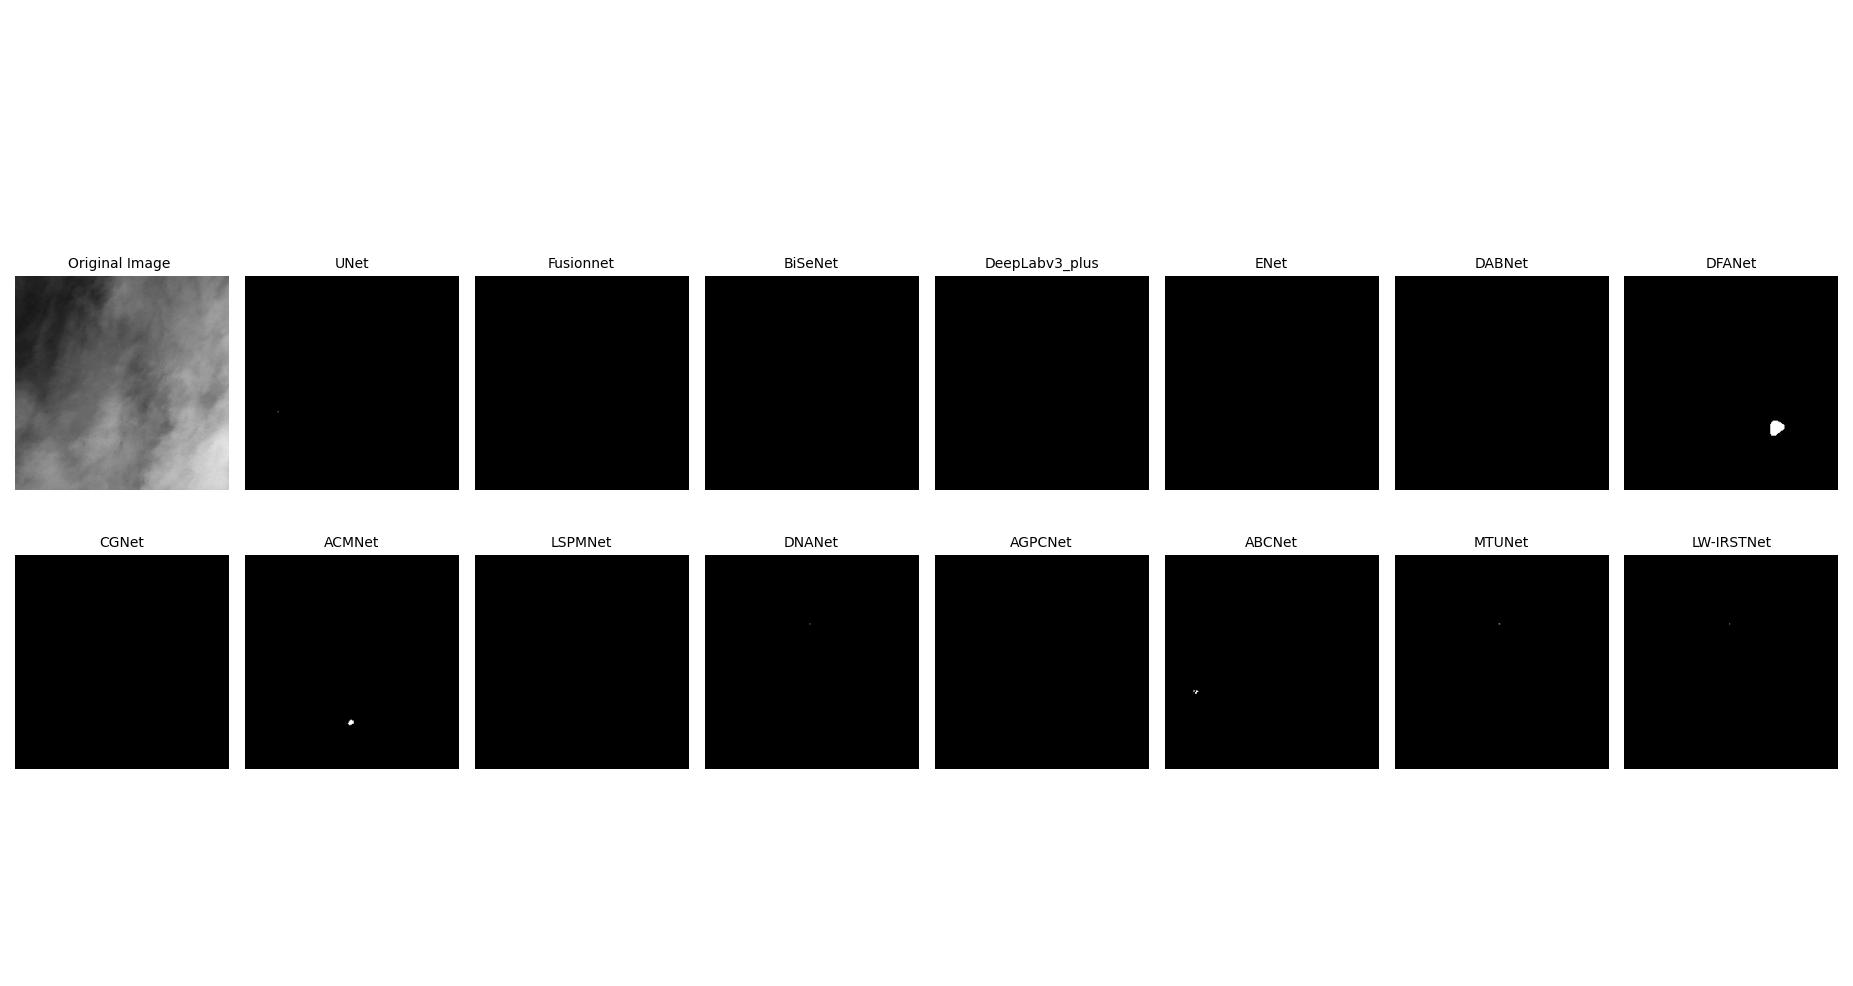 Original Image
UNet
Fusionnet
BiSeNet
DeepLabv3_plus
ENet
DABNet
DFANet
CGNet
ACMNet
LSPMNet
DNANet
AGPCNet
ABCNet
MTUNet
LW-IRSTNet